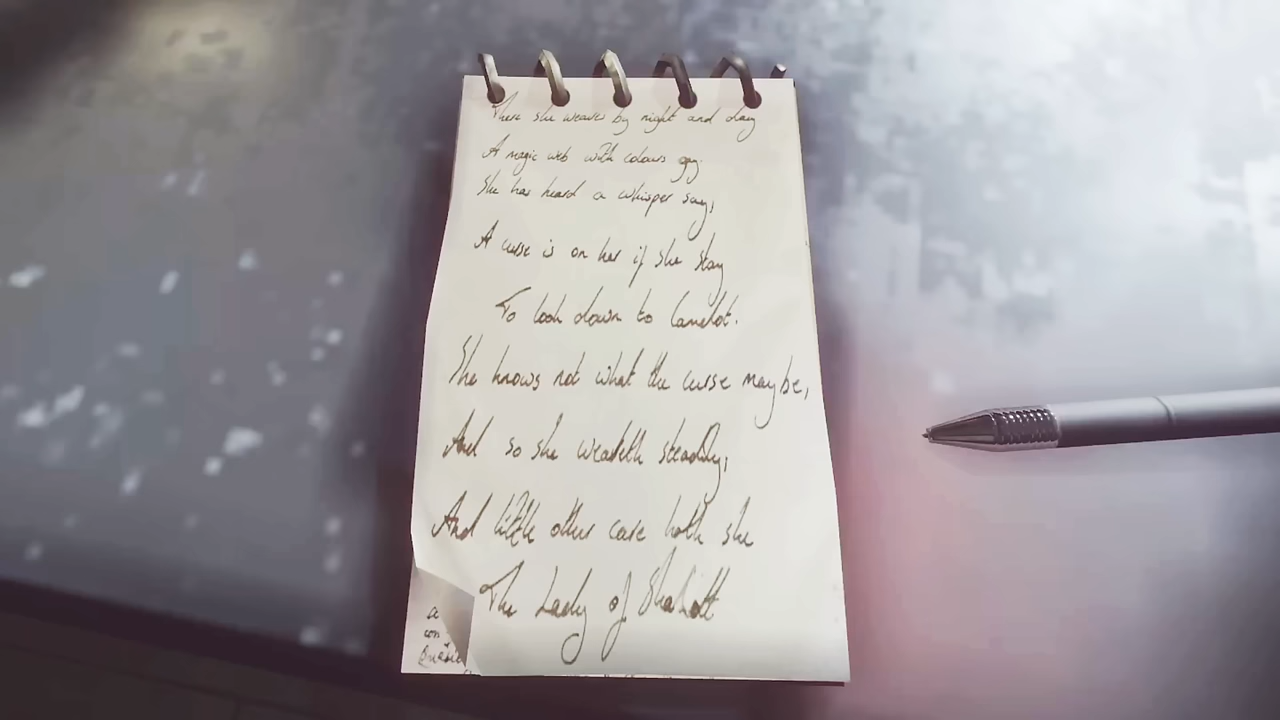 There she weaves by night and day
A magic web with colours gay.
She has heard a whisper say,
A curse is on her if she stay
To look down to Camelot.
She knows not what the curse may be,
And so she weaveth steadily,
And little other care hath she
The Lady of Shalott
a
con